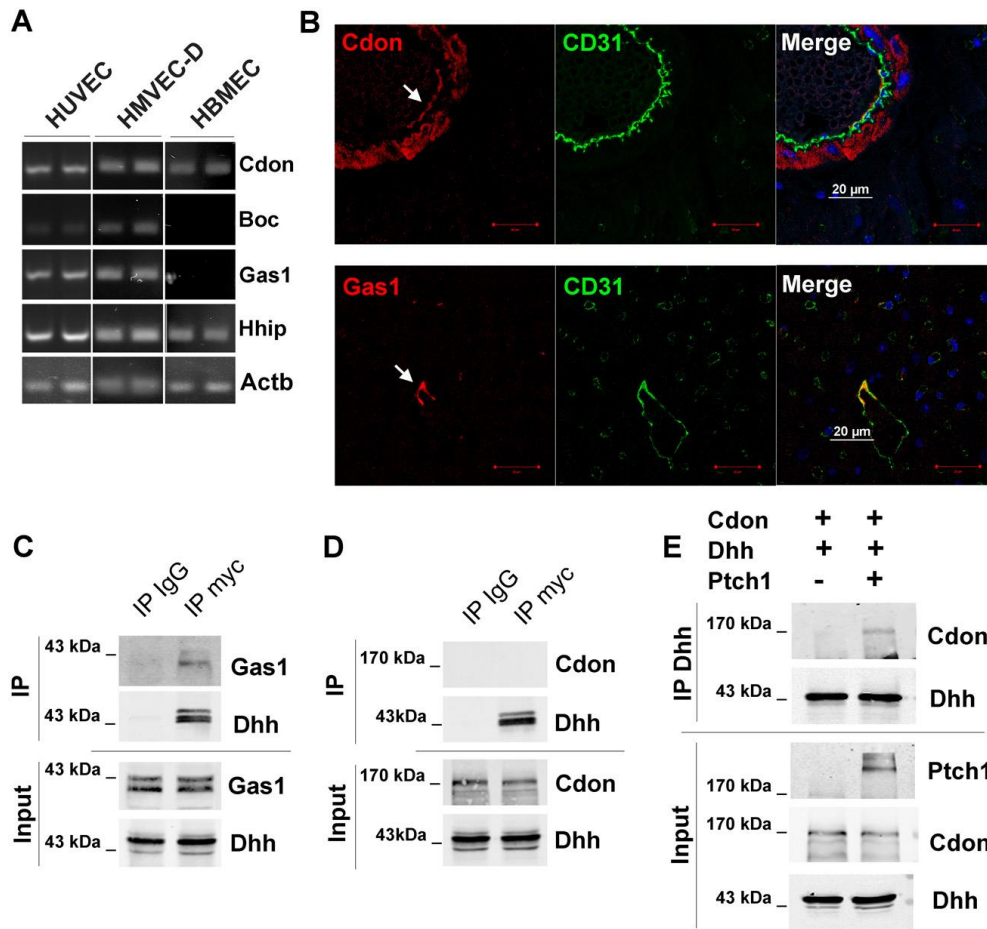 A
HUVEC
HMVEC-D
HBMEC
Cdon
Boc
Gas1
Hhip
Actb
B
Cdon
CD31
Merge
20 µm
Gas1
CD31
Merge
20 µm
C
IP IgG
IP myc
IP
43 kDa
Gas1
43 kDa
Dhh
Input
43 kDa
Gas1
43 kDa
Dhh
D
IP IgG
IP myc
IP
170 kDa
Cdon
43kDa
Dhh
Input
170 kDa
Cdon
43kDa
Dhh
E
Cdon + +
Dhh + +
Ptch1 - +
IP Dhh
170 kDa
Cdon
43 kDa
Dhh
Input
Ptch1
170 kDa
170 kDa
Cdon
43 kDa
Dhh